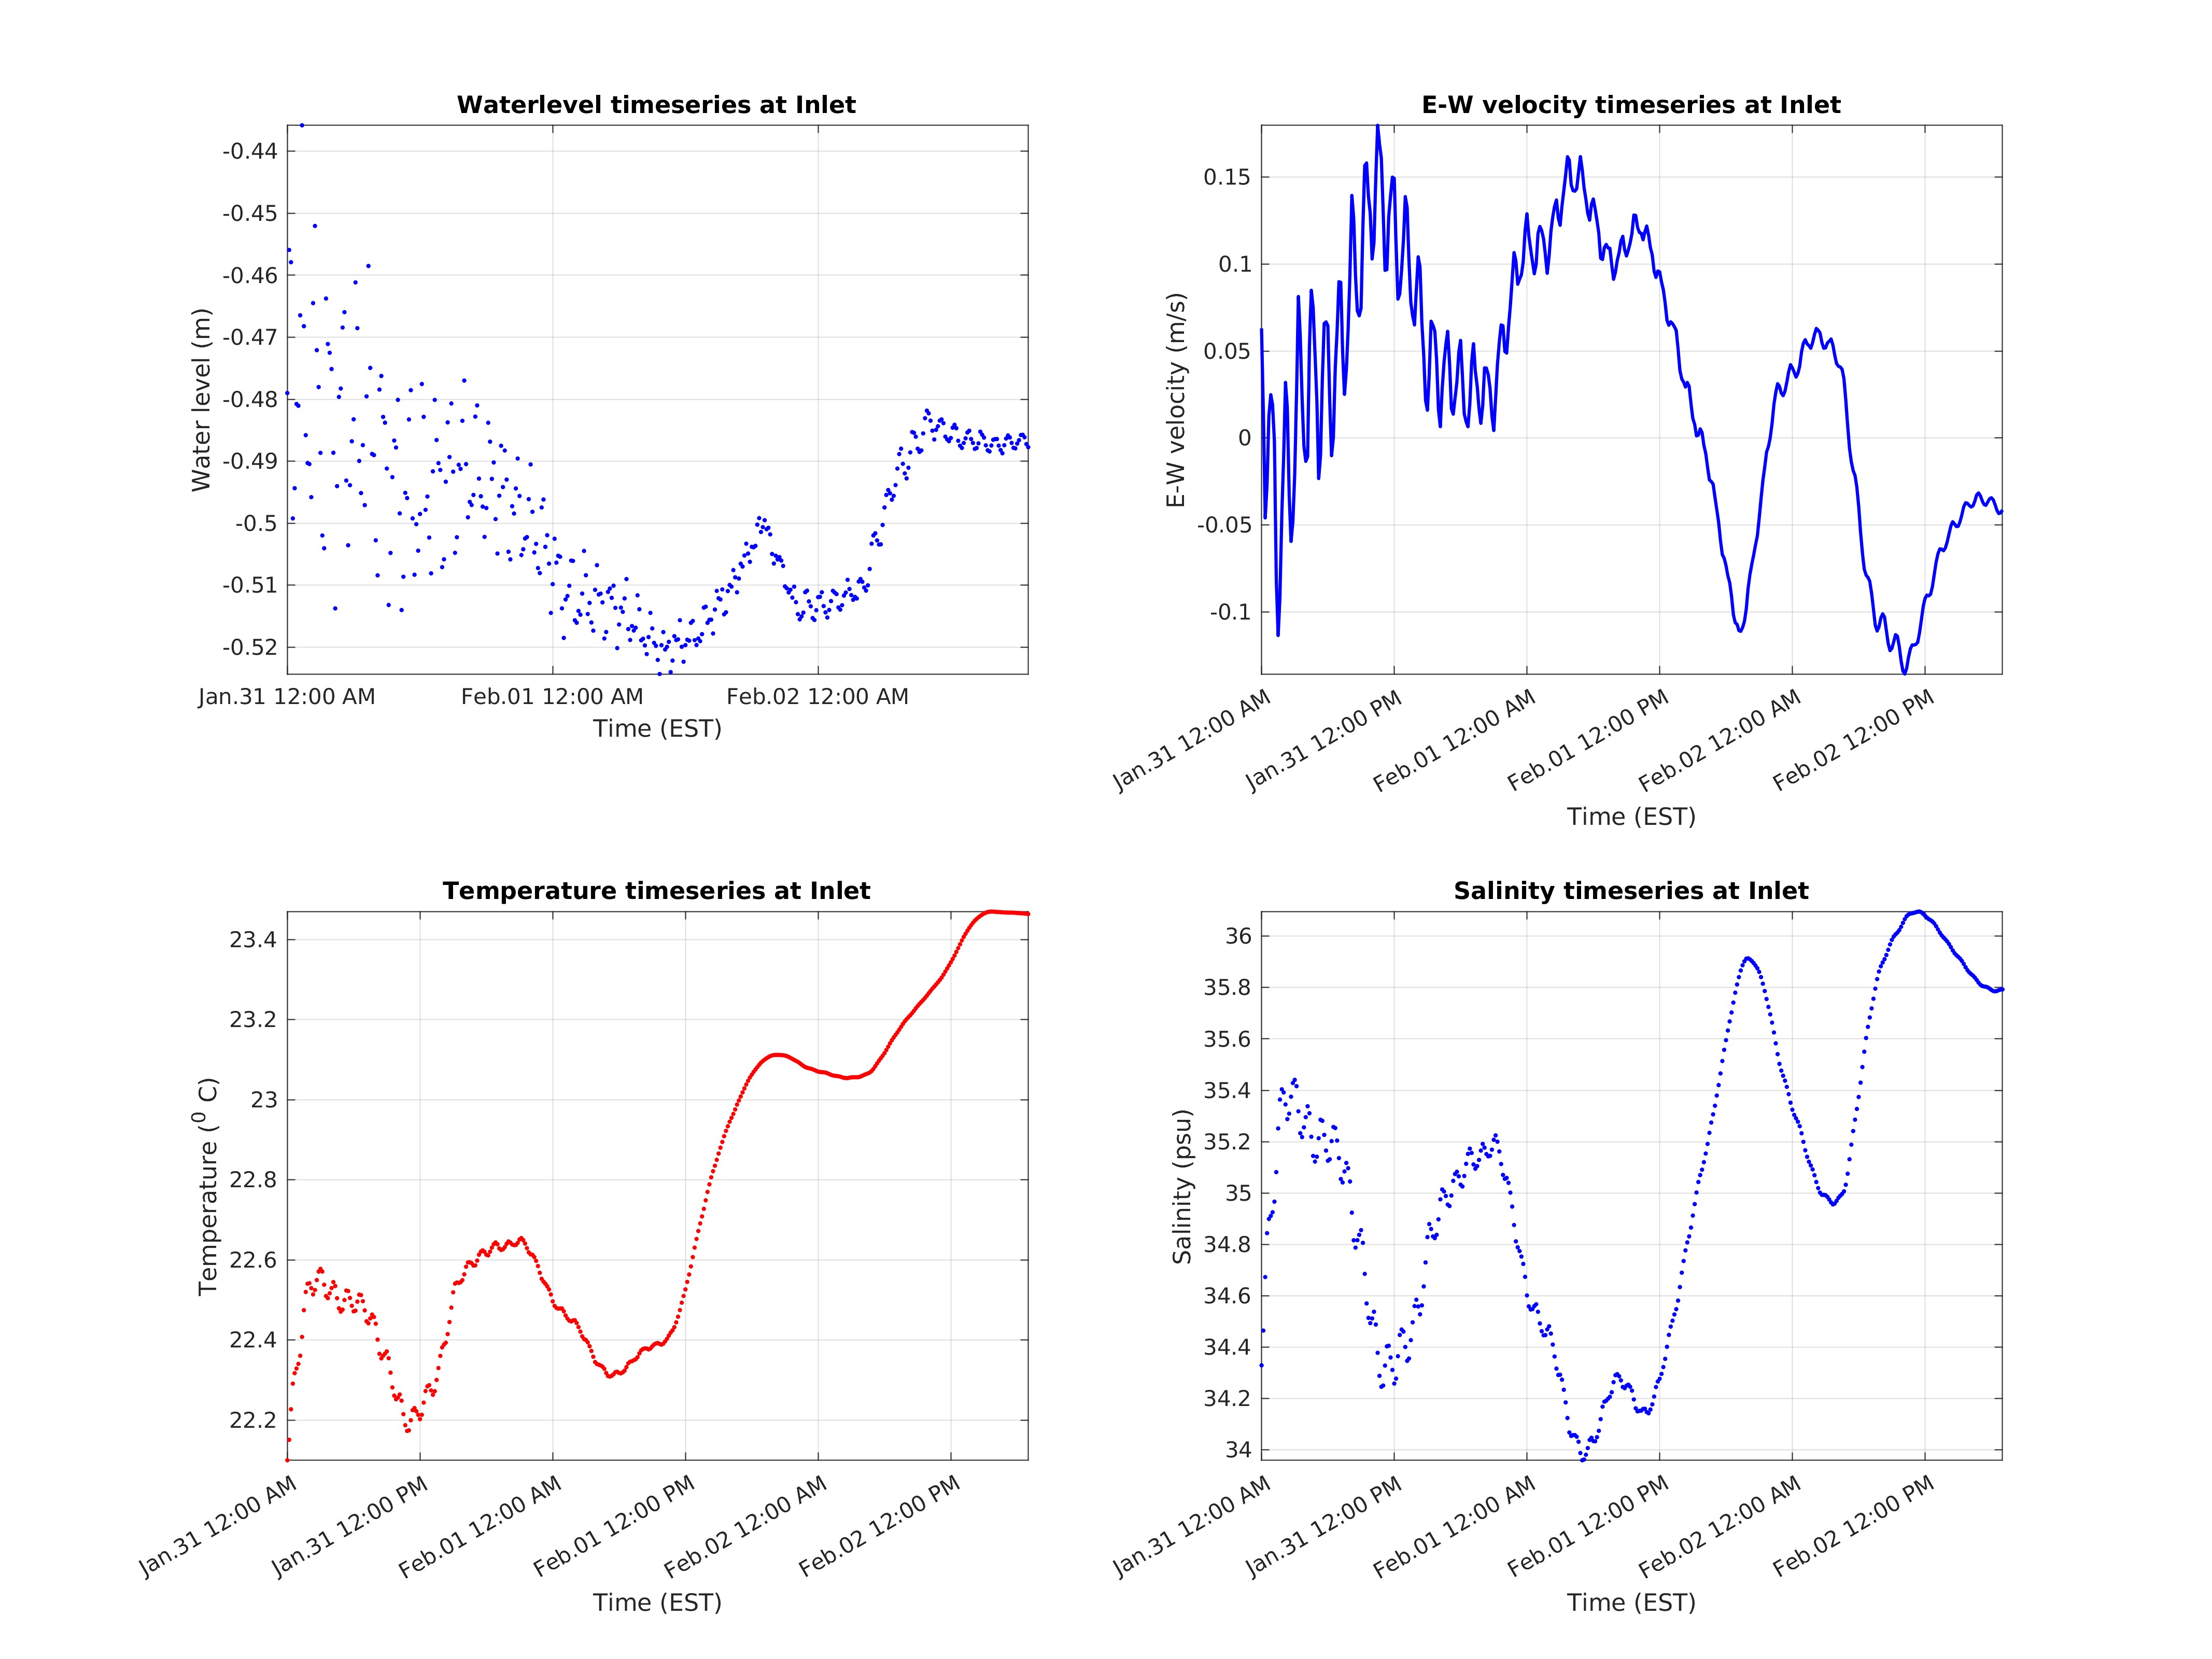 Waterlevel timeseries at Inlet
-0.44
-0.45
-0.46
-0.47
-0.48
-0.49
-0.5
-0.51
-0.52
Water level (m)
Jan.31 12:00 AM
Feb.01 12:00 AM
Feb.02 12:00 AM
Time (EST)
E-W velocity timeseries at Inlet
0.15
0.1
0.05
0
-0.05
-0.1
E-W velocity (m/s)
Jan.31 12:00 AM
Jan.31 12:00 PM
Feb.01 12:00 AM
Feb.01 12:00 PM
Feb.02 12:00 AM
Feb.02 12:00 PM
Time (EST)
Temperature timeseries at Inlet
23.4
23.2
23
22.8
22.6
22.4
22.2
Temperature (⁰ C)
Jan.31 12:00 AM
Jan.31 12:00 PM
Feb.01 12:00 AM
Feb.01 12:00 PM
Feb.02 12:00 AM
Feb.02 12:00 PM
Time (EST)
Salinity timeseries at Inlet
36
35.8
35.6
35.4
35.2
35
34.8
34.6
34.4
34.2
34
Salinity (psu)
Jan.31 12:00 AM
Jan.31 12:00 PM
Feb.01 12:00 AM
Feb.01 12:00 PM
Feb.02 12:00 AM
Feb.02 12:00 PM
Time (EST)